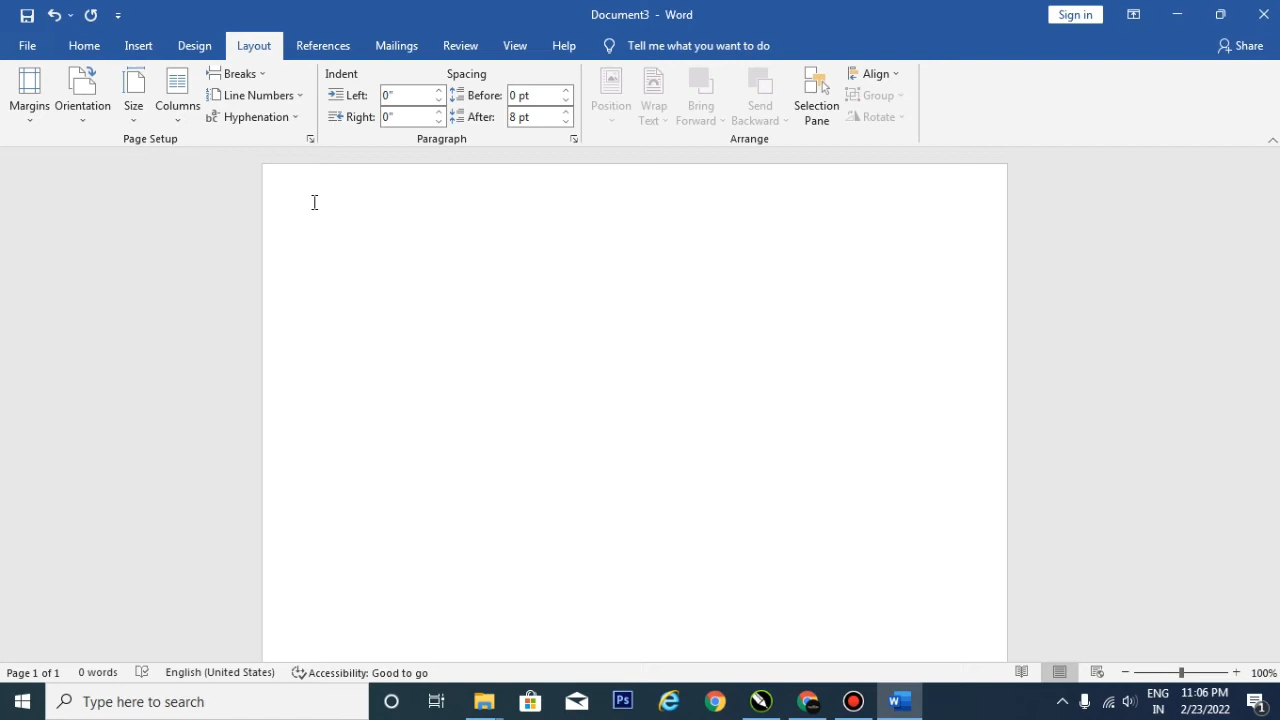 Document3 - Word
Sign in
File Home Insert Design Layout References Mailings Review View Help Tell me what you want to do Share
Margins Orientation Size Columns
Breaks
Line Numbers
Hyphenation
Page Setup
Indent Spacing
Left: 0" Before: 0 pt
Right: 0" After: 8 pt
Paragraph
Position Wrap Text Bring Forward Send Backward Selection Pane
Align
Group
Rotate
Arrange
Page 1 of 1 0 words English (United States) Accessibility: Good to go 100%
Type here to search
Ps
ENG
IN
11:06 PM
2/23/2022
1